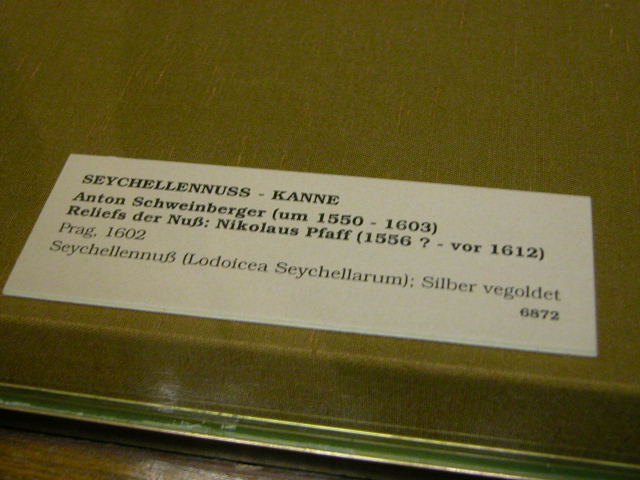 SEYCHELLENNUSS - KANNE
Anton Schweinberger (um 1550 - 1603)
Reliefs der Nuß: Nikolaus Pfaff (1556 ? - vor 1612)
Prag, 1602
Seychellennuß (Lodoicea Seychellarum); Silber vegoldet
6872